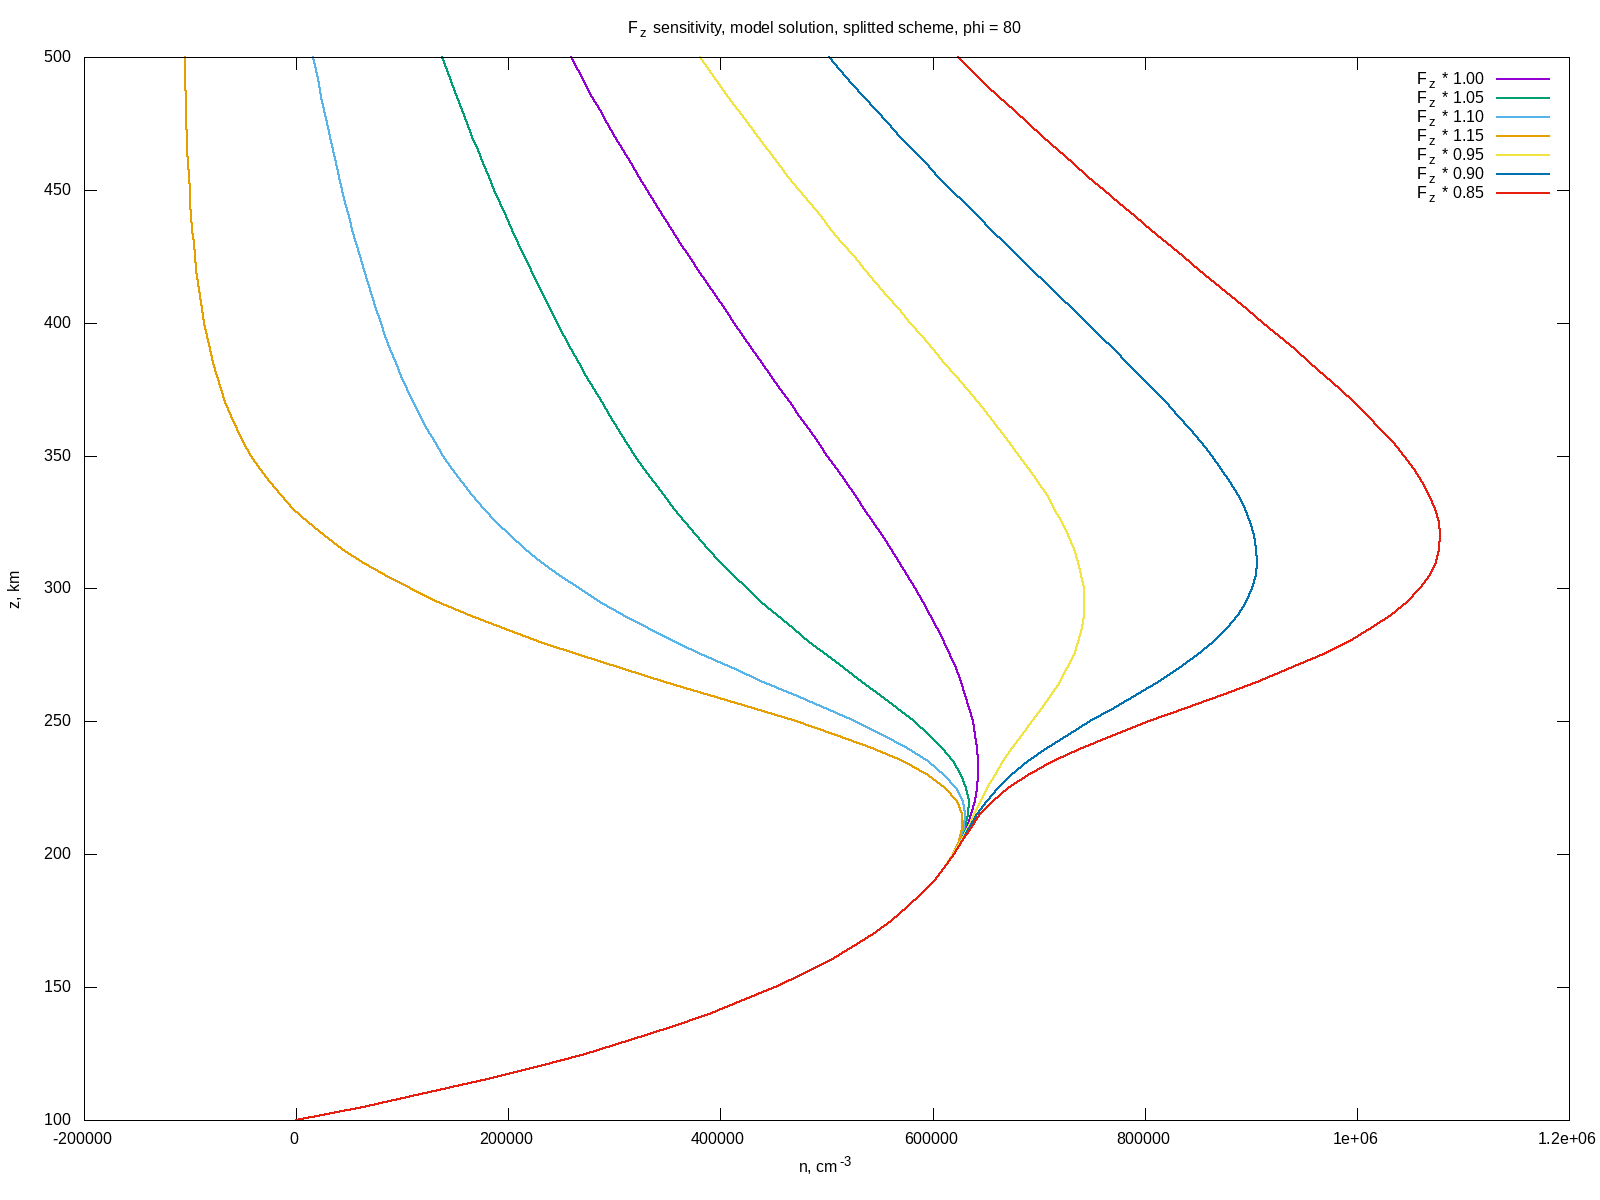 F z sensitivity, model solution, splitted scheme, phi = 80
500
450
400
350
300
250
200
150
100
z, km
F z * 1.00
F z * 1.05
F z * 1.10
F z * 1.15
F z * 0.95
F z * 0.90
F z * 0.85
-200000 0 200000 400000 600000 800000 1e+06 1.2e+06
n, cm-3